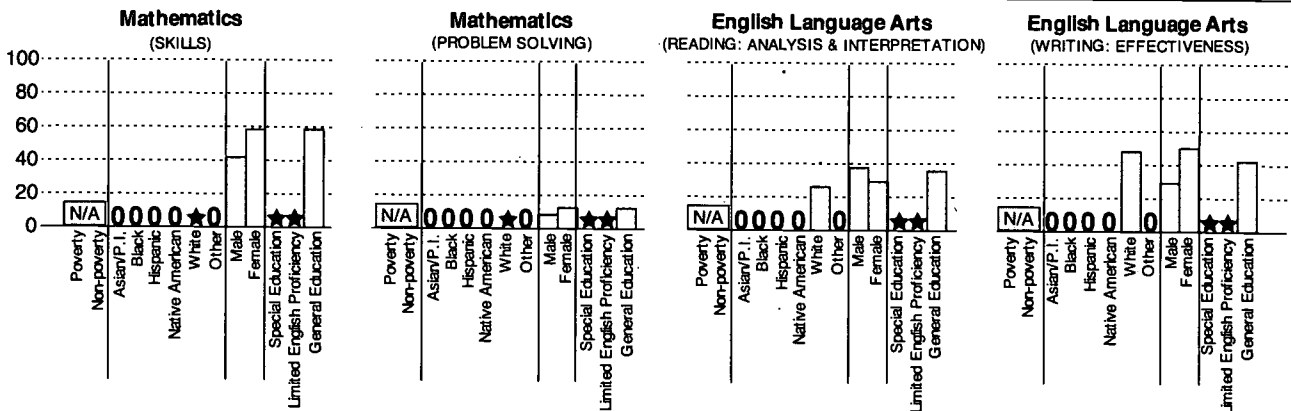 Mathematics
(SKILLS)
100
80
60
40
20
0
N/A 0 0 0 0 ★ 0 ★ ★
Poverty
Non-poverty
Asian/P.I.
Black
Hispanic
Native American
White
Other
Male
Female
Special Education
Limited English Proficiency
General Education
Mathematics
(PROBLEM SOLVING)
N/A 0 0 0 0 ★ 0 ★ ★
Poverty
Non-poverty
Asian/P.I.
Black
Hispanic
Native American
White
Other
Male
Female
Special Education
Limited English Proficiency
General Education
English Language Arts
(READING: ANALYSIS & INTERPRETATION)
N/A 0 0 0 0 0 ★ ★
Poverty
Non-poverty
Asian/P.I.
Black
Hispanic
Native American
White
Other
Male
Female
Special Education
Limited English Proficiency
General Education
English Language Arts
(WRITING: EFFECTIVENESS)
N/A 0 0 0 0 0 ★ ★
Poverty
Non-poverty
Asian/P.I.
Black
Hispanic
Native American
White
Other
Male
Female
Special Education
Limited English Proficiency
General Education